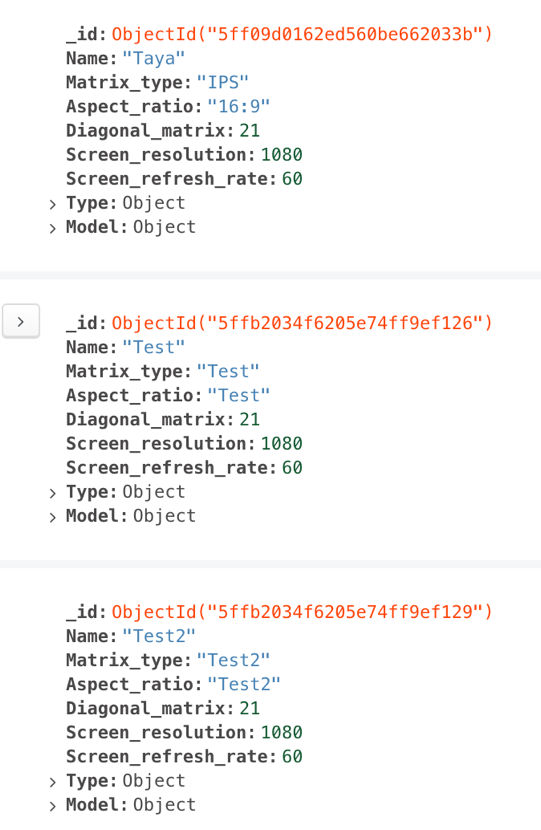 _id: ObjectId("5ff09d0162ed560be662033b")
Name: "Taya"
Matrix_type: "IPS"
Aspect_ratio: "16:9"
Diagonal_matrix: 21
Screen_resolution: 1080
Screen_refresh_rate: 60
> Type: Object
> Model: Object
_id: ObjectId("5ffb2034f6205e74ff9ef126")
Name: "Test"
Matrix_type: "Test"
Aspect_ratio: "Test"
Diagonal_matrix: 21
Screen_resolution: 1080
Screen_refresh_rate: 60
> Type: Object
> Model: Object
_id: ObjectId("5ffb2034f6205e74ff9ef129")
Name: "Test2"
Matrix_type: "Test2"
Aspect_ratio: "Test2"
Diagonal_matrix: 21
Screen_resolution: 1080
Screen_refresh_rate: 60
> Type: Object
> Model: Object